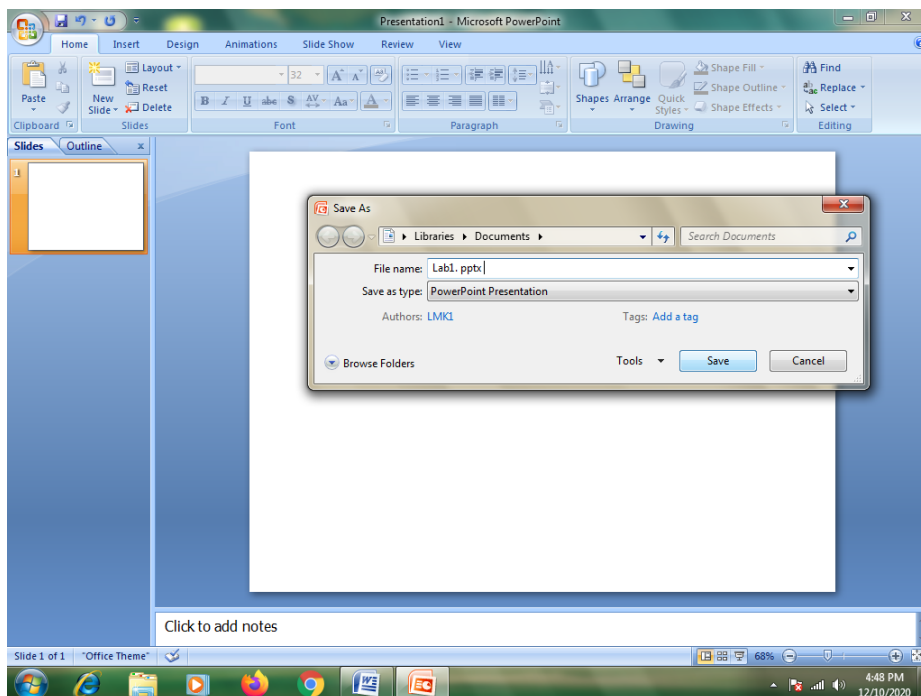 Presentation1 - Microsoft PowerPoint
Home Insert Design Animations Slide Show Review View
Paste
New Slide
Layout
Reset
Delete
32
B I U abc S AV Aa A
Shapes Arrange Quick Styles
Shape Fill
Shape Outline
Shape Effects
Find
Replace
Select
Clipboard Slides Font Paragraph Drawing Editing
Slides Outline x
1
Save As
Libraries Documents
Search Documents
File name: Lab1. pptx
Save as type: PowerPoint Presentation
Authors: LMK1 Tags: Add a tag
Browse Folders Tools Save Cancel
Click to add notes
Slide 1 of 1 "Office Theme" 68%
4:48 PM
12/10/2020